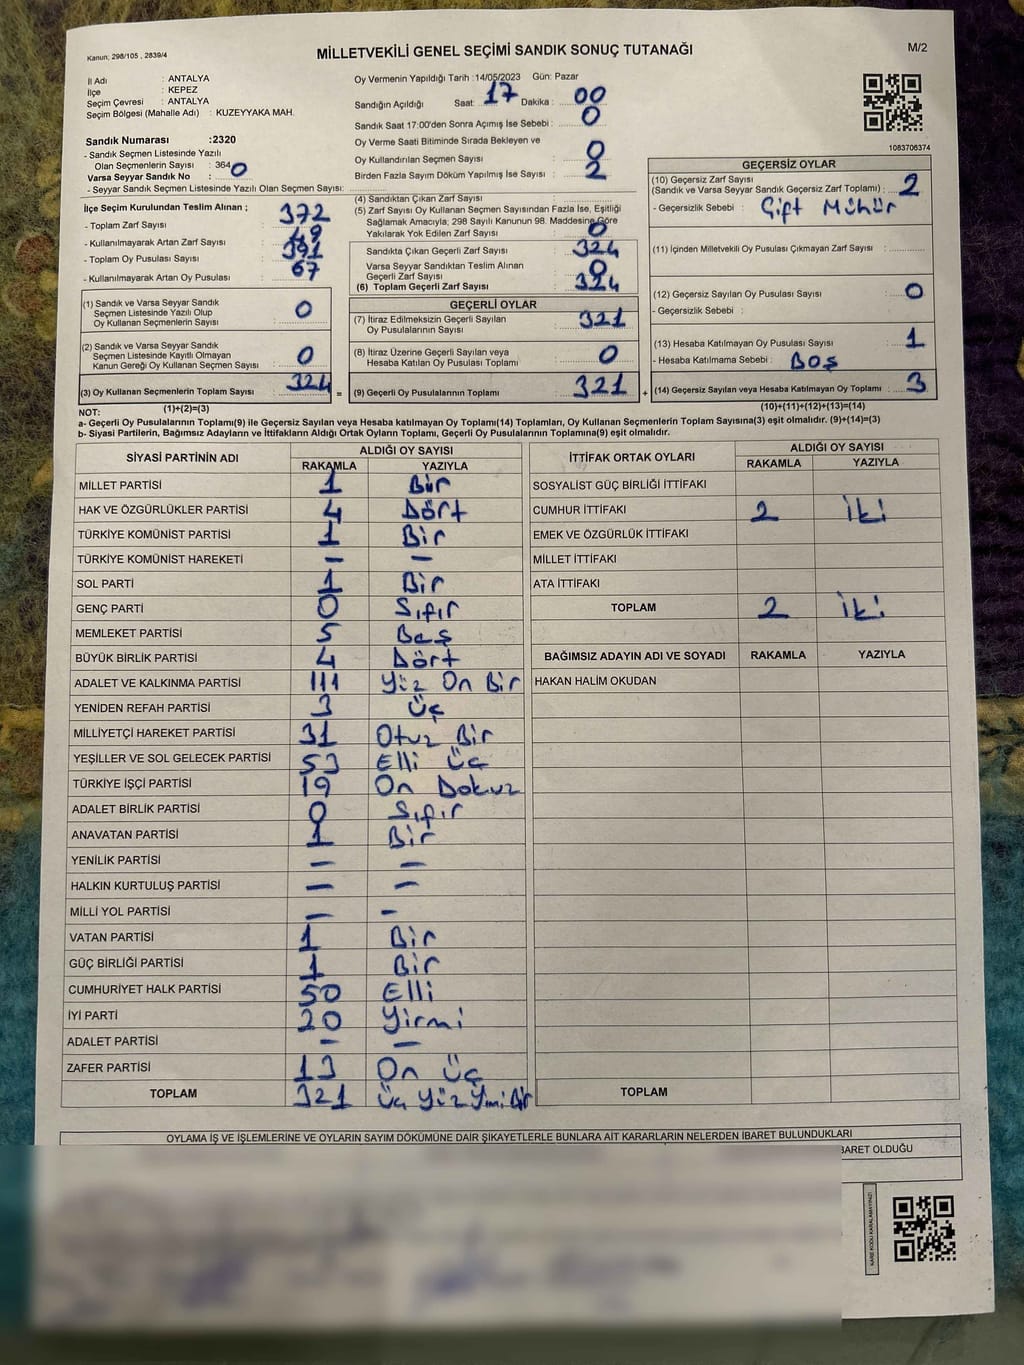 Kanun; 298/105 , 2839/4
MİLLETVEKİLİ GENEL SEÇİMİ SANDIK SONUÇ TUTANAĞI
M/2
İl Adı : ANTALYA
İlçe : KEPEZ
Seçim Çevresi : ANTALYA
Seçim Bölgesi (Mahalle Adı) : KUZEYYAKA MAH.
Sandık Numarası :2320
- Sandık Seçmen Listesinde Yazılı
Olan Seçmenlerin Sayısı : 364
Varsa Seyyar Sandık No : 0
- Seyyar Sandık Seçmen Listesinde Yazılı Olan Seçmen Sayısı:
Oy Vermenin Yapıldığı Tarih :14/05/2023 Gün: Pazar
Sandığın Açıldığı Saat: 17 Dakika : 00
Sandık Saat 17:00'den Sonra Açımış İse Sebebi : 0
Oy Verme Saati Bitiminde Sırada Bekleyen ve
Oy Kullandırılan Seçmen Sayısı : 0
Birden Fazla Sayım Döküm Yapılmış İse Sayısı : 2
1083706374
İlçe Seçim Kurulundan Teslim Alınan ;
- Toplam Zarf Sayısı : 372
- Kullanılmayarak Artan Zarf Sayısı : 49
- Toplam Oy Pusulası Sayısı : 391
- Kullanılmayarak Artan Oy Pusulası : 67
(4) Sandıktan Çıkan Zarf Sayısı :
(5) Zarf Sayısı Oy Kullanan Seçmen Sayısından Fazla İse, Eşitliği
Sağlamak Amacıyla; 298 Sayılı Kanunun 98. Maddesine Göre
Yakılarak Yok Edilen Zarf Sayısı : 0
Sandıkta Çıkan Geçerli Zarf Sayısı : 324
Varsa Seyyar Sandıktan Teslim Alınan
Geçerli Zarf Sayısı : 0
(6) Toplam Geçerli Zarf Sayısı : 324
GEÇERSİZ OYLAR
(10) Geçersiz Zarf Sayısı
(Sandık ve Varsa Seyyar Sandık Geçersiz Zarf Toplamı) : 2
- Geçersizlik Sebebi : Çift Mühür
(11) İçinden Milletvekili Oy Pusulası Çıkmayan Zarf Sayısı :
(12) Geçersiz Sayılan Oy Pusulası Sayısı : 0
- Geçersizlik Sebebi :
(13) Hesaba Katılmayan Oy Pusulası Sayısı : 1
- Hesaba Katılmama Sebebi : BOŞ
(14) Geçersiz Sayılan veya Hesaba Katılmayan Oy Toplamı : 3
(1) Sandık ve Varsa Seyyar Sandık
Seçmen Listesinde Yazılı Olup
Oy Kullanan Seçmenlerin Sayısı : 0
(2) Sandık ve Varsa Seyyar Sandık
Seçmen Listesinde Kayıtlı Olmayan
Kanun Gereği Oy Kullanan Seçmen Sayısı : 0
(3) Oy Kullanan Seçmenlerin Toplam Sayısı : 324
=
GEÇERLİ OYLAR
(7) İtiraz Edilmeksizin Geçerli Sayılan
Oy Pusulalarının Sayısı : 321
(8) İtiraz Üzerine Geçerli Sayılan veya
Hesaba Katılan Oy Pusulası Toplamı : 0
(9) Geçerli Oy Pusulalarının Toplamı : 321
+
(1)+(2)=(3)
(10)+(11)+(12)+(13)=(14)
NOT:
a- Geçerli Oy Pusulalarının Toplamı(9) ile Geçersiz Sayılan veya Hesaba katılmayan Oy Toplamı(14) Toplamları, Oy Kullanan Seçmenlerin Toplam Sayısına(3) eşit olmalıdır. (9)+(14)=(3)
b- Siyasi Partilerin, Bağımsız Adayların ve İttifakların Aldığı Ortak Oyların Toplamı, Geçerli Oy Pusulalarının Toplamına(9) eşit olmalıdır.
SİYASİ PARTİNİN ADI ALDIĞI OY SAYISI
RAKAMLA YAZIYLA
MİLLET PARTİSİ 1 Bir
HAK VE ÖZGÜRLÜKLER PARTİSİ 4 Dört
TÜRKİYE KOMÜNİST PARTİSİ 1 Bir
TÜRKİYE KOMÜNİST HAREKETİ - -
SOL PARTİ 1 Bir
GENÇ PARTİ 0 Sıfır
MEMLEKET PARTİSİ 5 Beş
BÜYÜK BİRLİK PARTİSİ 4 Dört
ADALET VE KALKINMA PARTİSİ 111 Yüz On Bir
YENİDEN REFAH PARTİSİ 3 Üç
MİLLİYETÇİ HAREKET PARTİSİ 31 Otuz Bir
YEŞİLLER VE SOL GELECEK PARTİSİ 53 Elli Üç
TÜRKİYE İŞÇİ PARTİSİ 19 On Dokuz
ADALET BİRLİK PARTİSİ 0 Sıfır
ANAVATAN PARTİSİ 1 Bir
YENİLİK PARTİSİ - -
HALKIN KURTULUŞ PARTİSİ - -
MİLLİ YOL PARTİSİ - -
VATAN PARTİSİ 1 Bir
GÜÇ BİRLİĞİ PARTİSİ 1 Bir
CUMHURİYET HALK PARTİSİ 50 Elli
İYİ PARTİ 20 Yirmi
ADALET PARTİSİ - -
ZAFER PARTİSİ 13 On Üç
TOPLAM 321 Üç Yüz Yirmi Bir
İTTİFAK ORTAK OYLARI ALDIĞI OY SAYISI
RAKAMLA YAZIYLA
SOSYALİST GÜÇ BİRLİĞİ İTTİFAKI
CUMHUR İTTİFAKI 2 İki
EMEK VE ÖZGÜRLÜK İTTİFAKI
MİLLET İTTİFAKI
ATA İTTİFAKI
TOPLAM 2 İki
BAĞIMSIZ ADAYIN ADI VE SOYADI RAKAMLA YAZIYLA
HAKAN HALIM OKUDAN
TOPLAM
OYLAMA İŞ VE İŞLEMLERİNE VE OYLARIN SAYIM DÖKÜMÜNE DAİR ŞİKAYETLERLE BUNLARA AİT KARARLARIN NELERDEN İBARET BULUNDUKLARI
BARET OLDUĞU
KARE KODU KARALAMAYINIZ!